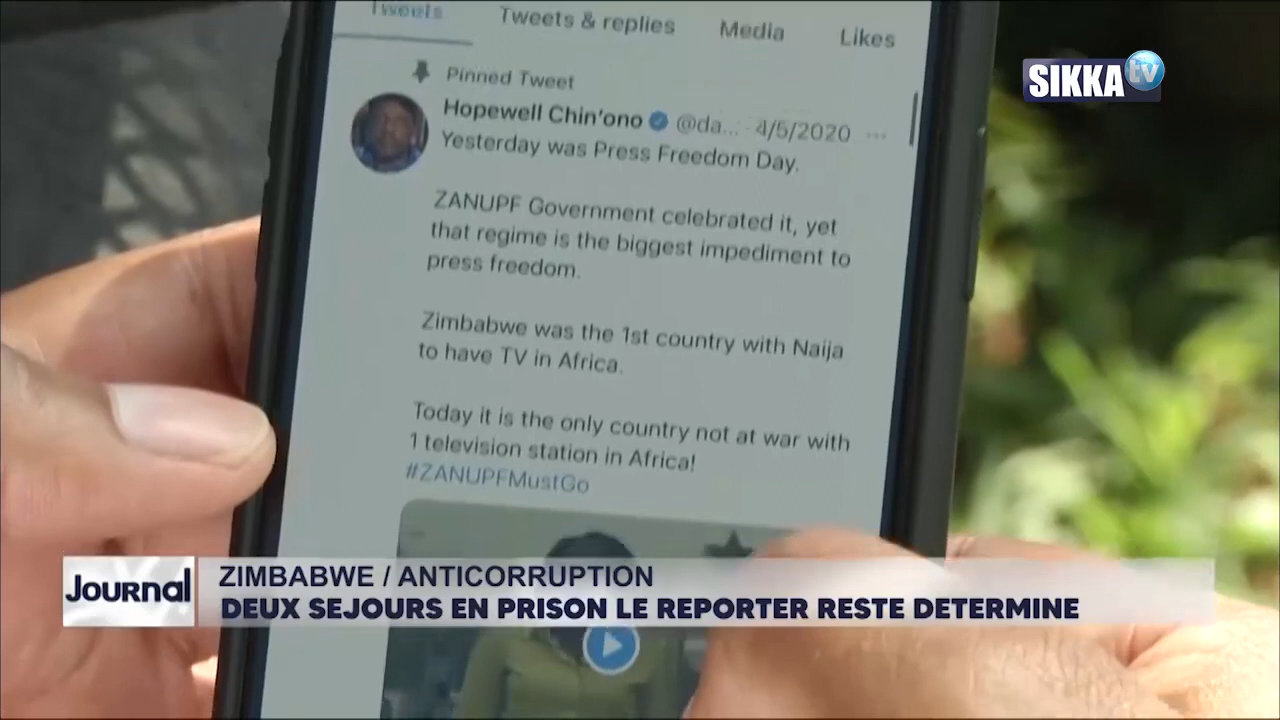 Tweets Tweets & replies Media Likes
SIKKA tv
Pinned Tweet
Hopewell Chin'ono @da... · 4/5/2020 ...
Yesterday was Press Freedom Day.
ZANUPF Government celebrated it, yet
that regime is the biggest impediment to
press freedom.
Zimbabwe was the 1st country with Naija
to have TV in Africa.
Today it is the only country not at war with
1 television station in Africa!
#ZANUPFMustGo
Journal
ZIMBABWE / ANTICORRUPTION
DEUX SEJOURS EN PRISON LE REPORTER RESTE DETERMINE